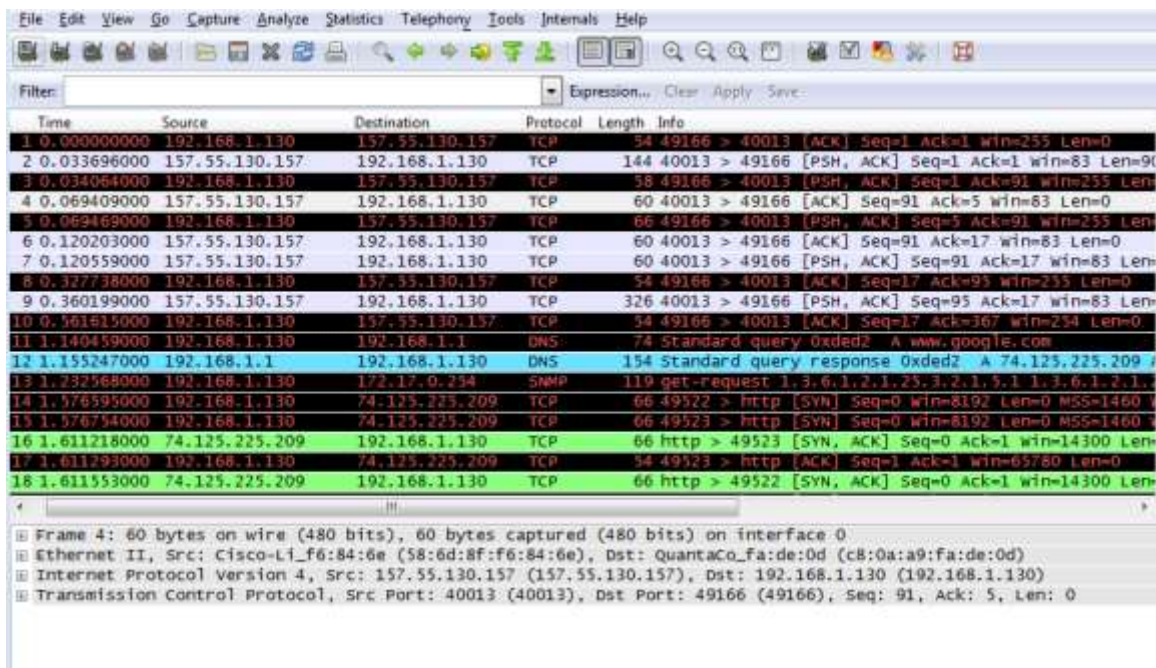 File Edit View Go Capture Analyze Statistics Telephony Tools Internals Help
Filter: Expression... Clear Apply Save
Time Source Destination Protocol Length Info
1 0.000000000 192.168.1.130 157.55.130.157 TCP 54 49166 > 40013 [ACK] Seq=1 Ack=1 Win=255 Len=0
2 0.033696000 157.55.130.157 192.168.1.130 TCP 144 40013 > 49166 [PSH, ACK] Seq=1 Ack=1 Win=83 Len=90
3 0.034064000 192.168.1.130 157.55.130.157 TCP 58 49166 > 40013 [PSH, ACK] Seq=1 Ack=91 Win=255 Len=
4 0.069409000 157.55.130.157 192.168.1.130 TCP 60 40013 > 49166 [ACK] Seq=91 Ack=5 Win=83 Len=0
5 0.069469000 192.168.1.130 157.55.130.157 TCP 66 49166 > 40013 [PSH, ACK] Seq=5 Ack=91 Win=255 Len=
6 0.120203000 157.55.130.157 192.168.1.130 TCP 60 40013 > 49166 [ACK] Seq=91 Ack=17 Win=83 Len=0
7 0.120559000 157.55.130.157 192.168.1.130 TCP 60 40013 > 49166 [PSH, ACK] Seq=91 Ack=17 Win=83 Len=
8 0.327738000 192.168.1.130 157.55.130.157 TCP 54 49166 > 40013 [ACK] Seq=17 Ack=95 Win=255 Len=0
9 0.360199000 157.55.130.157 192.168.1.130 TCP 326 40013 > 49166 [PSH, ACK] Seq=95 Ack=17 Win=83 Len=
10 0.561615000 192.168.1.130 157.55.130.157 TCP 54 49166 > 40013 [ACK] Seq=17 Ack=367 Win=254 Len=0
11 1.140459000 192.168.1.130 192.168.1.1 DNS 74 Standard query 0xded2 A www.google.com
12 1.155247000 192.168.1.1 192.168.1.130 DNS 154 Standard query response 0xded2 A 74.125.225.209
13 1.232568000 192.168.1.130 172.17.0.254 SNMP 119 get-request 1.3.6.1.2.1.25.3.2.1.5.1 1.3.6.1.2.1.
14 1.576595000 192.168.1.130 74.125.225.209 TCP 66 49522 > http [SYN] Seq=0 Win=8192 Len=0 MSS=1460
15 1.576754000 192.168.1.130 74.125.225.209 TCP 66 49523 > http [SYN] Seq=0 Win=8192 Len=0 MSS=1460
16 1.611218000 74.125.225.209 192.168.1.130 TCP 66 http > 49523 [SYN, ACK] Seq=0 Ack=1 Win=14300 Len=
17 1.611293000 192.168.1.130 74.125.225.209 TCP 54 49523 > http [ACK] Seq=1 Ack=1 Win=65780 Len=0
18 1.611553000 74.125.225.209 192.168.1.130 TCP 66 http > 49522 [SYN, ACK] Seq=0 Ack=1 Win=14300 Len=
Frame 4: 60 bytes on wire (480 bits), 60 bytes captured (480 bits) on interface 0
Ethernet II, Src: Cisco-Li_f6:84:6e (58:6d:8f:f6:84:6e), Dst: QuantaCo_fa:de:0d (c8:0a:a9:fa:de:0d)
Internet Protocol Version 4, Src: 157.55.130.157 (157.55.130.157), Dst: 192.168.1.130 (192.168.1.130)
Transmission Control Protocol, Src Port: 40013 (40013), Dst Port: 49166 (49166), Seq: 91, Ack: 5, Len: 0